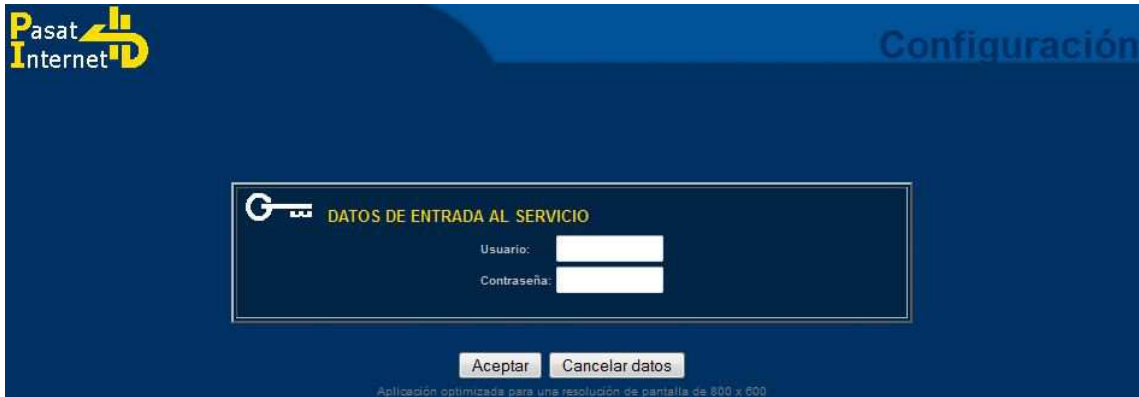 Pasat
Internet
Configuración
DATOS DE ENTRADA AL SERVICIO
Usuario:
Contraseña:
Aceptar Cancelar datos
Aplicación optimizada para una resolución de pantalla de 800 x 600